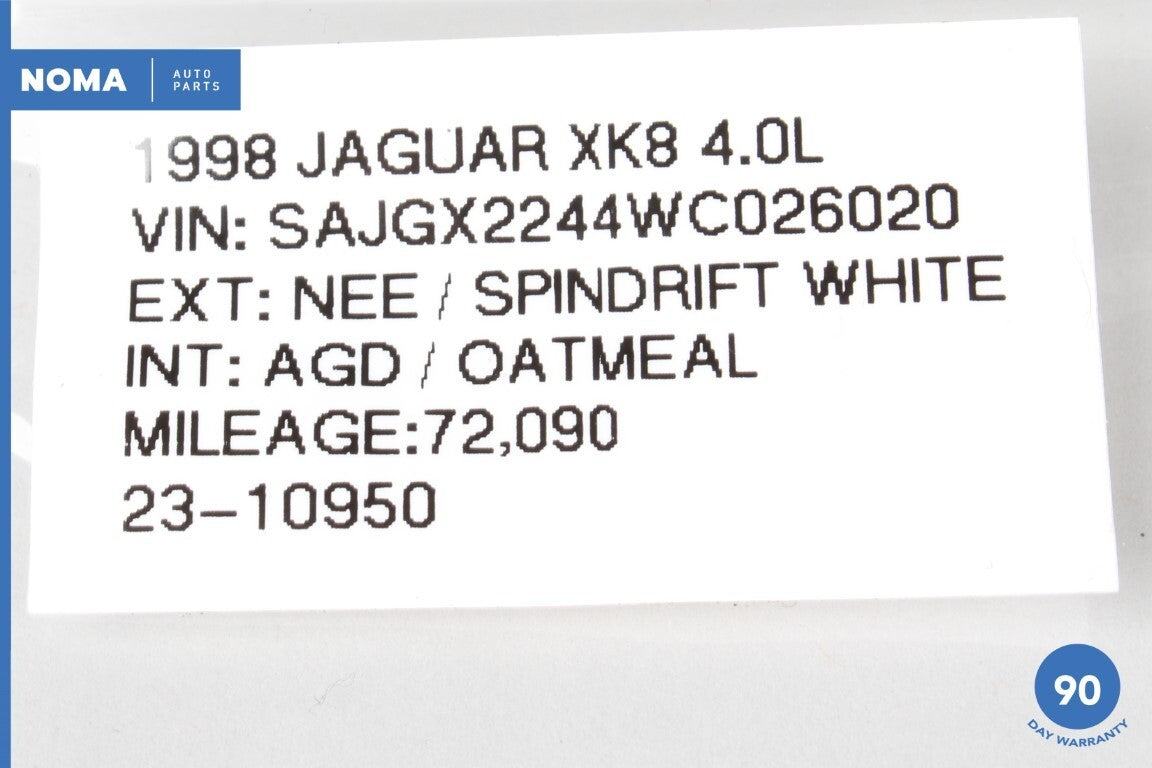 NOMA
AUTO
PARTS
1998 JAGUAR XK8 4.0L
VIN: SAJGX2244WC026020
EXT: NEE / SPINDRIFT WHITE
INT: AGD / OATMEAL
MILEAGE:72,090
23-10950
90
DAY WARRANTY